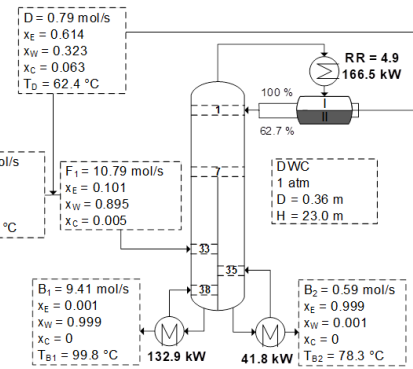 D = 0.79 mol/s
xE = 0.614
xW = 0.323
xC = 0.063
TD = 62.4 °C
RR = 4.9
166.5 kW
100 %
I
II
62.7 %
1
7
33
35
38
ol/s
°C
F1 = 10.79 mol/s
xE = 0.101
xW = 0.895
xC = 0.005
DWC
1 atm
D = 0.36 m
H = 23.0 m
B1 = 9.41 mol/s
xE = 0.001
xW = 0.999
xC = 0
TB1 = 99.8 °C
M
132.9 kW
M
41.8 kW
B2 = 0.59 mol/s
xE = 0.999
xW = 0.001
xC = 0
TB2 = 78.3 °C